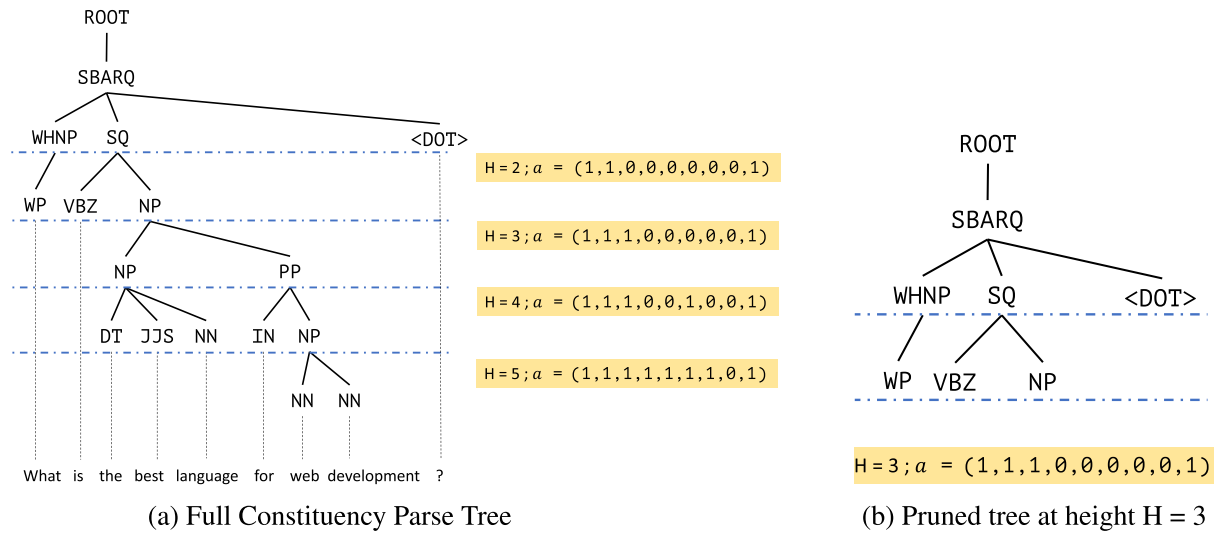 ROOT
SBARQ
WHNP SQ <DOT>
H = 2 ; a = (1,1,0,0,0,0,0,0,1)
WP VBZ NP
H = 3 ; a = (1,1,1,0,0,0,0,0,1)
NP PP
H = 4 ; a = (1,1,1,0,0,1,0,0,1)
DT JJS NN IN NP
H = 5 ; a = (1,1,1,1,1,1,1,0,1)
NN NN
What is the best language for web development ?
(a) Full Constituency Parse Tree
ROOT
SBARQ
WHNP SQ <DOT>
WP VBZ NP
H = 3 ; a = (1,1,1,0,0,0,0,0,1)
(b) Pruned tree at height H = 3